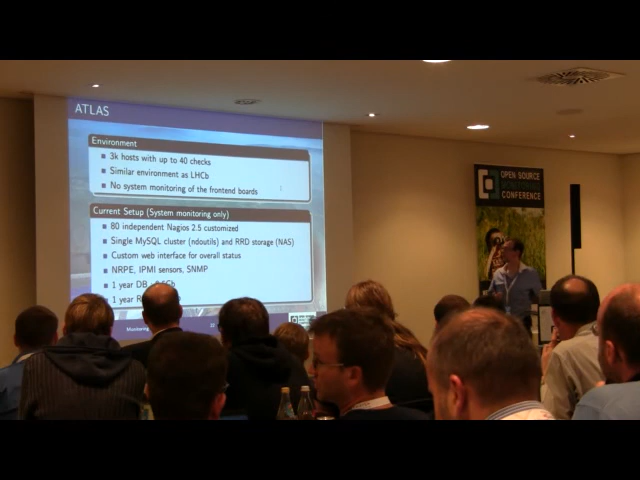 ATLAS
Environment
3k hosts with up to 40 checks
Similar environment as LHCb
No system monitoring of the frontend boards
Current Setup (System monitoring only)
80 independent Nagios 2.5 customized
Single MySQL cluster (ndoutils) and RRD storage (NAS)
Custom web interface for overall status
NRPE, IPMI sensors, SNMP
1 year DB
1 year
OPEN SOURCE
MONITORING
CONFERENCE